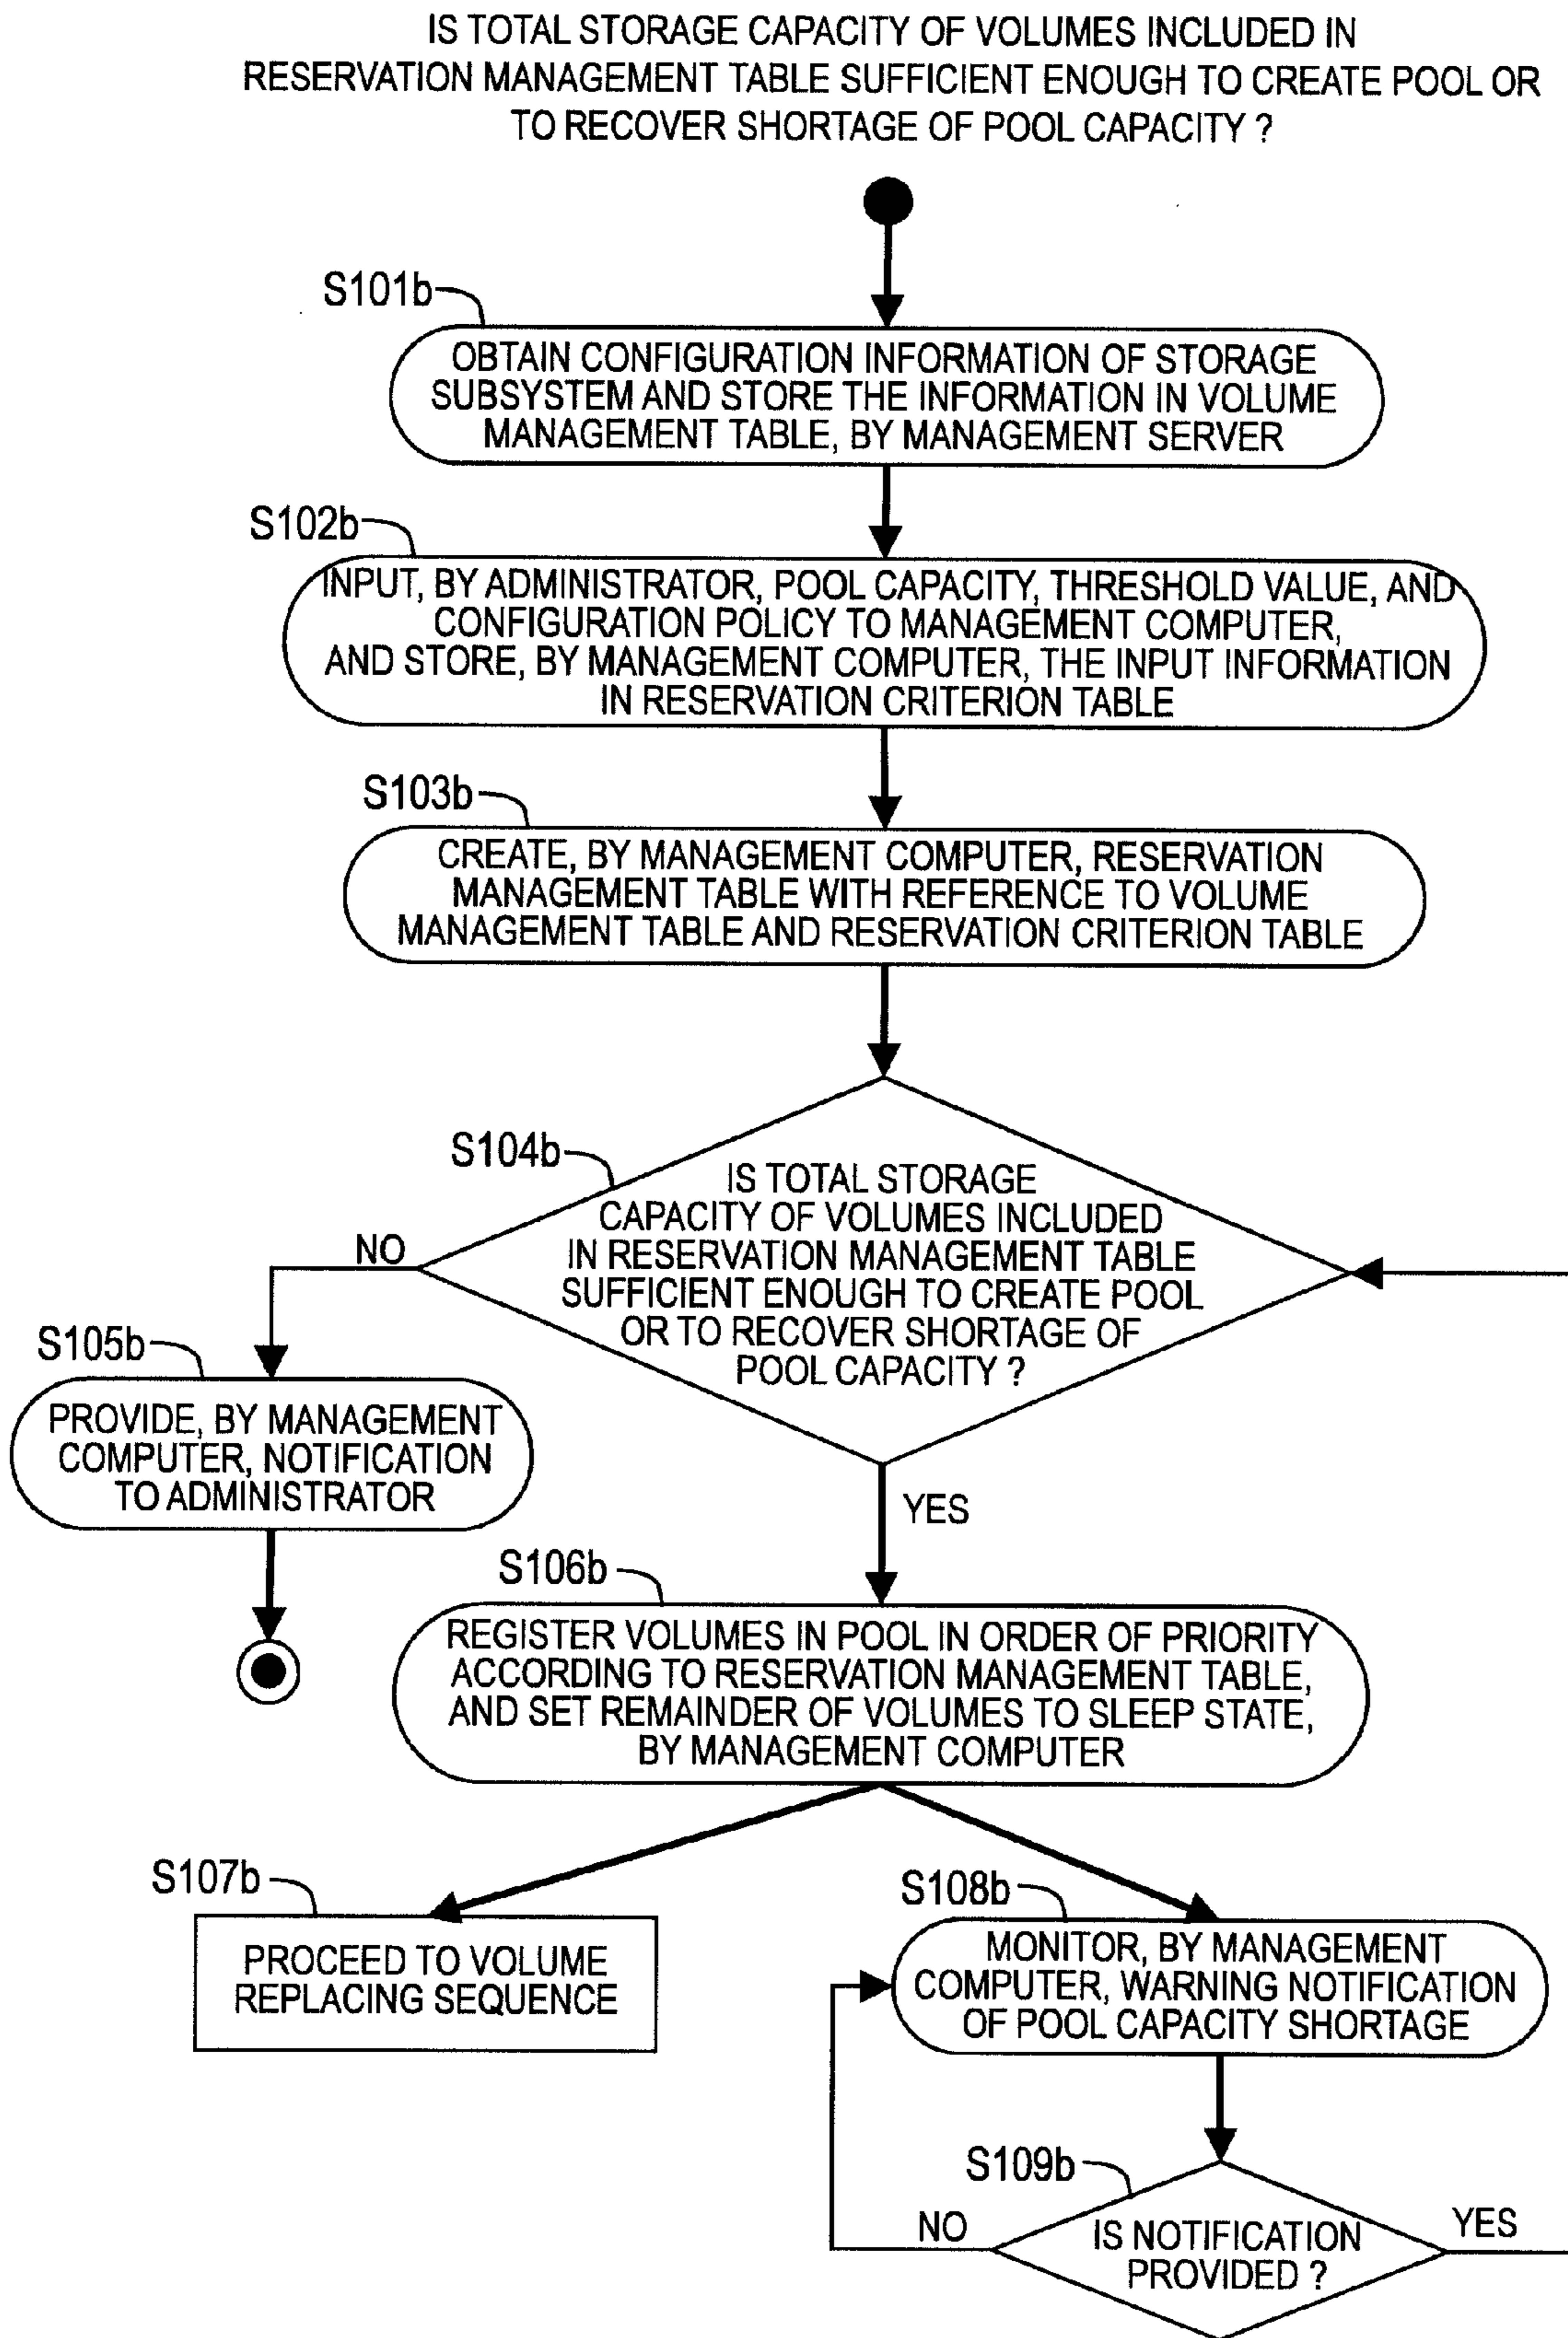 IS TOTAL STORAGE CAPACITY OF VOLUMES INCLUDED IN
RESERVATION MANAGEMENT TABLE SUFFICIENT ENOUGH TO CREATE POOL OR
TO RECOVER SHORTAGE OF POOL CAPACITY ?
S101b
OBTAIN CONFIGURATION INFORMATION OF STORAGE
SUBSYSTEM AND STORE THE INFORMATION IN VOLUME
MANAGEMENT TABLE, BY MANAGEMENT SERVER
S102b
INPUT, BY ADMINISTRATOR, POOL CAPACITY, THRESHOLD VALUE, AND
CONFIGURATION POLICY TO MANAGEMENT COMPUTER,
AND STORE, BY MANAGEMENT COMPUTER, THE INPUT INFORMATION
IN RESERVATION CRITERION TABLE
S103b
CREATE, BY MANAGEMENT COMPUTER, RESERVATION
MANAGEMENT TABLE WITH REFERENCE TO VOLUME
MANAGEMENT TABLE AND RESERVATION CRITERION TABLE
S104b
IS TOTAL STORAGE
CAPACITY OF VOLUMES INCLUDED
IN RESERVATION MANAGEMENT TABLE
SUFFICIENT ENOUGH TO CREATE POOL
OR TO RECOVER SHORTAGE OF
POOL CAPACITY ?
NO
S105b
PROVIDE, BY MANAGEMENT
COMPUTER, NOTIFICATION
TO ADMINISTRATOR
YES
S106b
REGISTER VOLUMES IN POOL IN ORDER OF PRIORITY
ACCORDING TO RESERVATION MANAGEMENT TABLE,
AND SET REMAINDER OF VOLUMES TO SLEEP STATE,
BY MANAGEMENT COMPUTER
S107b
PROCEED TO VOLUME
REPLACING SEQUENCE
S108b
MONITOR, BY MANAGEMENT
COMPUTER, WARNING NOTIFICATION
OF POOL CAPACITY SHORTAGE
S109b
NO
IS NOTIFICATION
PROVIDED ?
YES